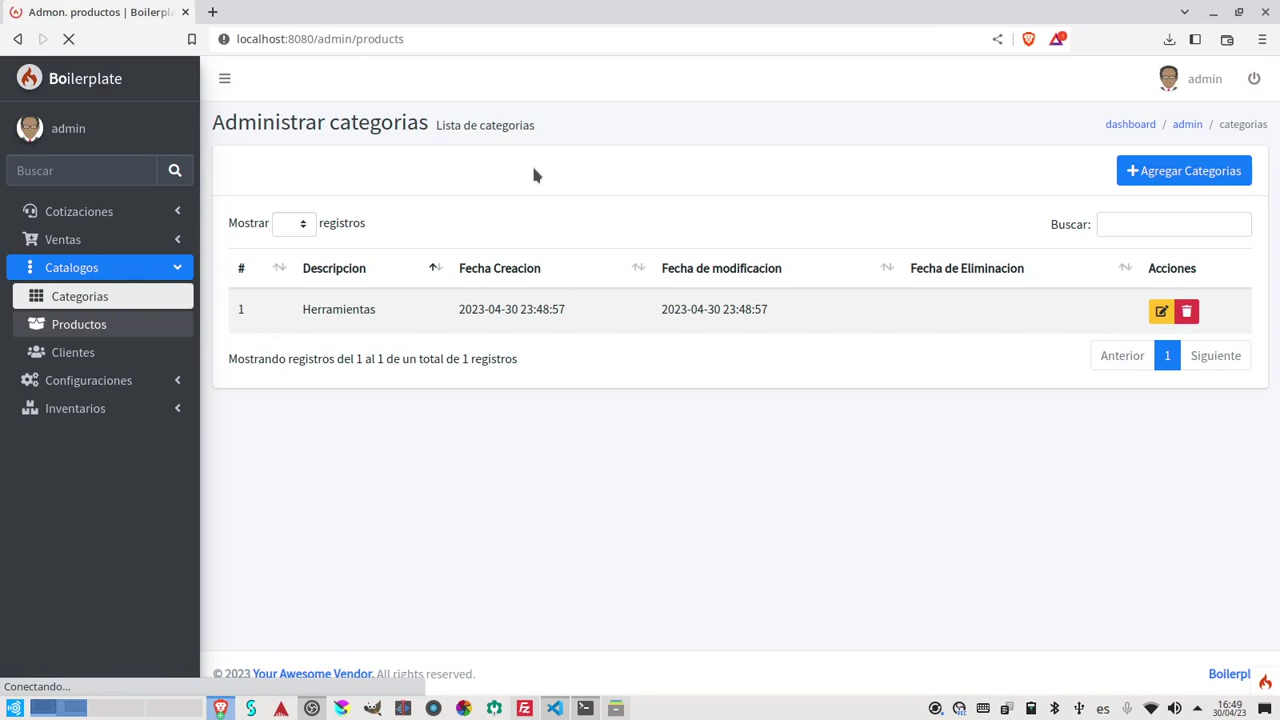 Admon. productos | Boilerpla
localhost:8080/admin/products
Boilerplate
admin
admin
Administrar categorias Lista de categorias
dashboard / admin / categorias
Buscar
Agregar Categorias
Cotizaciones
Mostrar registros
Buscar:
Ventas
Catalogos
# Descripcion Fecha Creacion Fecha de modificacion Fecha de Eliminacion Acciones
Categorias
1 Herramientas 2023-04-30 23:48:57 2023-04-30 23:48:57
Productos
Clientes
Mostrando registros del 1 al 1 de un total de 1 registros
Anterior 1 Siguiente
Configuraciones
Inventarios
© 2023 Your Awesome Vendor. All rights reserved.
Boilerpl
Conectando...
es
16:49
30/04/23